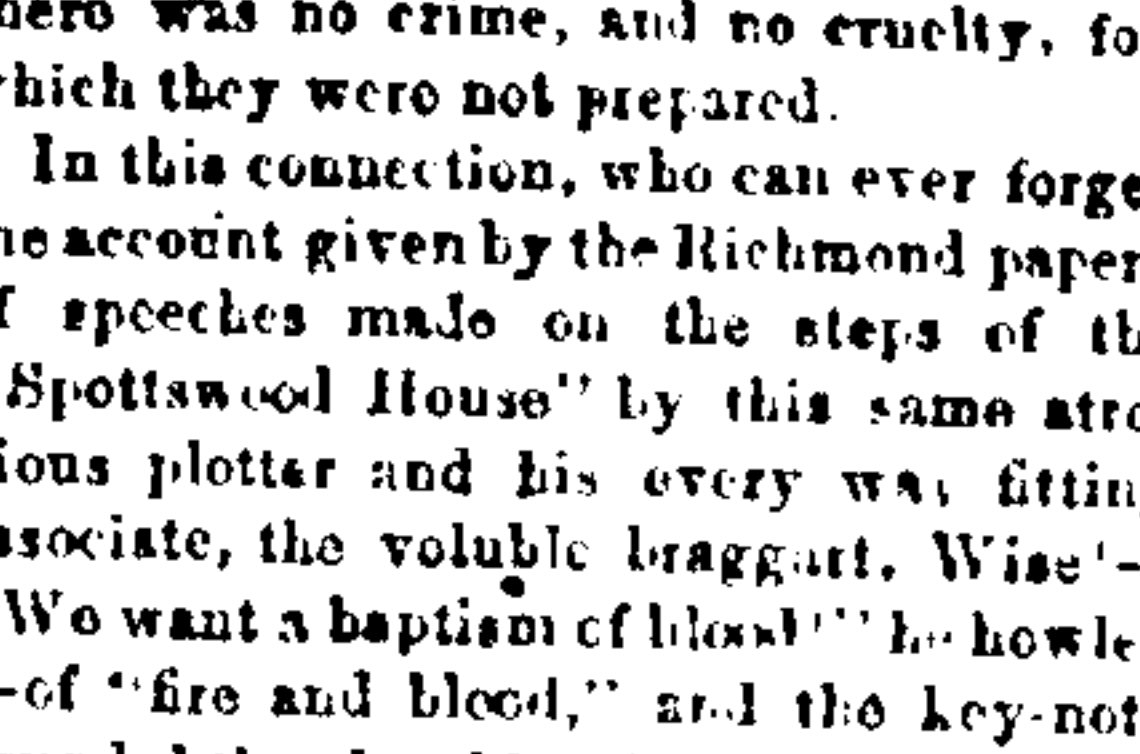 was no crime, and no cruelty, fo
which they were not prepared.
In this connection, who can ever forge
he account given by the Richmond paper
f speeches made on the steps of th
Spottswood House" by this same atro
ious plotter and his every way fittin
ssociate, the voluble braggart, Wise!—
We want a baptism of blood!" he howle
—of "fire and blood," and the key-not